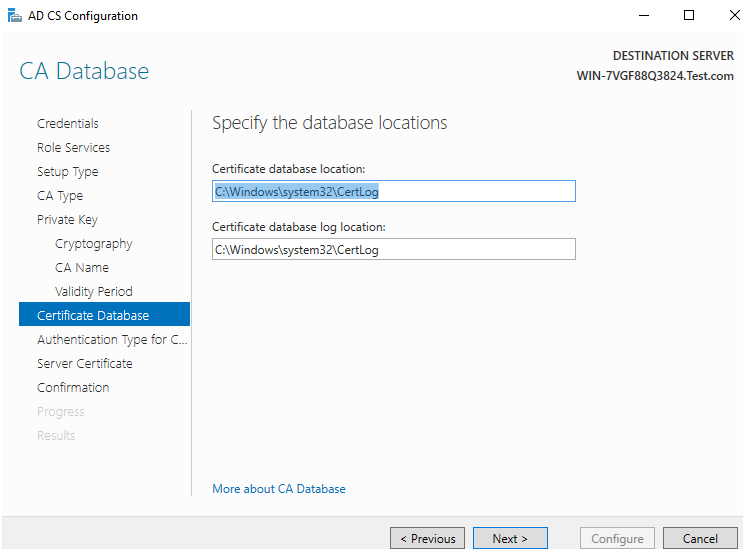 AD CS Configuration
CA Database
DESTINATION SERVER
WIN-7VGF88Q3824.Test.com
Credentials
Role Services
Setup Type
CA Type
Private Key
Cryptography
CA Name
Validity Period
Certificate Database
Authentication Type for C...
Server Certificate
Confirmation
Progress
Results
Specify the database locations
Certificate database location:
C:\Windows\system32\CertLog
Certificate database log location:
C:\Windows\system32\CertLog
More about CA Database
< Previous
Next >
Configure
Cancel